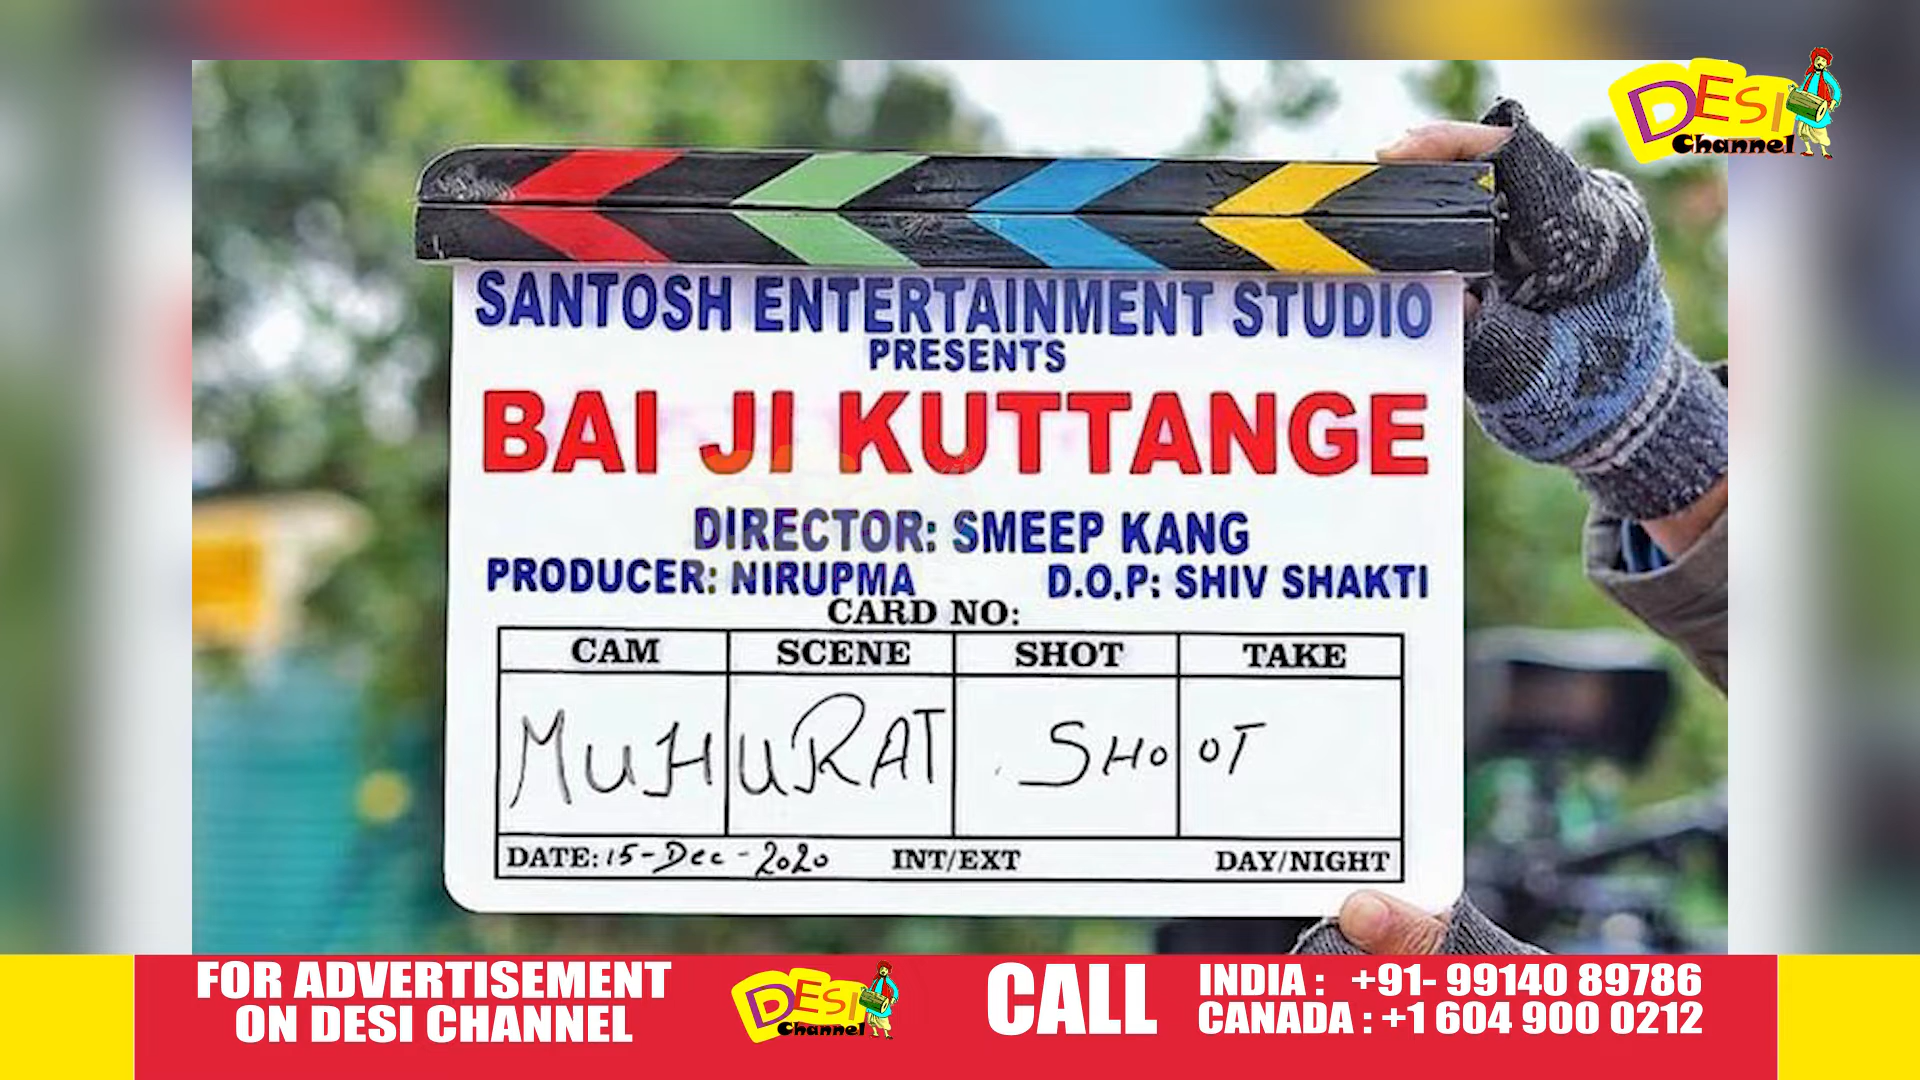 DESI
Channel
SANTOSH ENTERTAINMENT STUDIO
PRESENTS
BAI JI KUTTANGE
DIRECTOR: SMEEP KANG
PRODUCER: NIRUPMA D.O.P: SHIV SHAKTI
CARD NO:
CAM SCENE SHOT TAKE
MUHURAT SHOOT
DATE: 15-Dec-2020 INT/EXT DAY/NIGHT
FOR ADVERTISEMENT
ON DESI CHANNEL
DESI
Channel
CALL
INDIA : +91- 99140 89786
CANADA : +1 604 900 0212